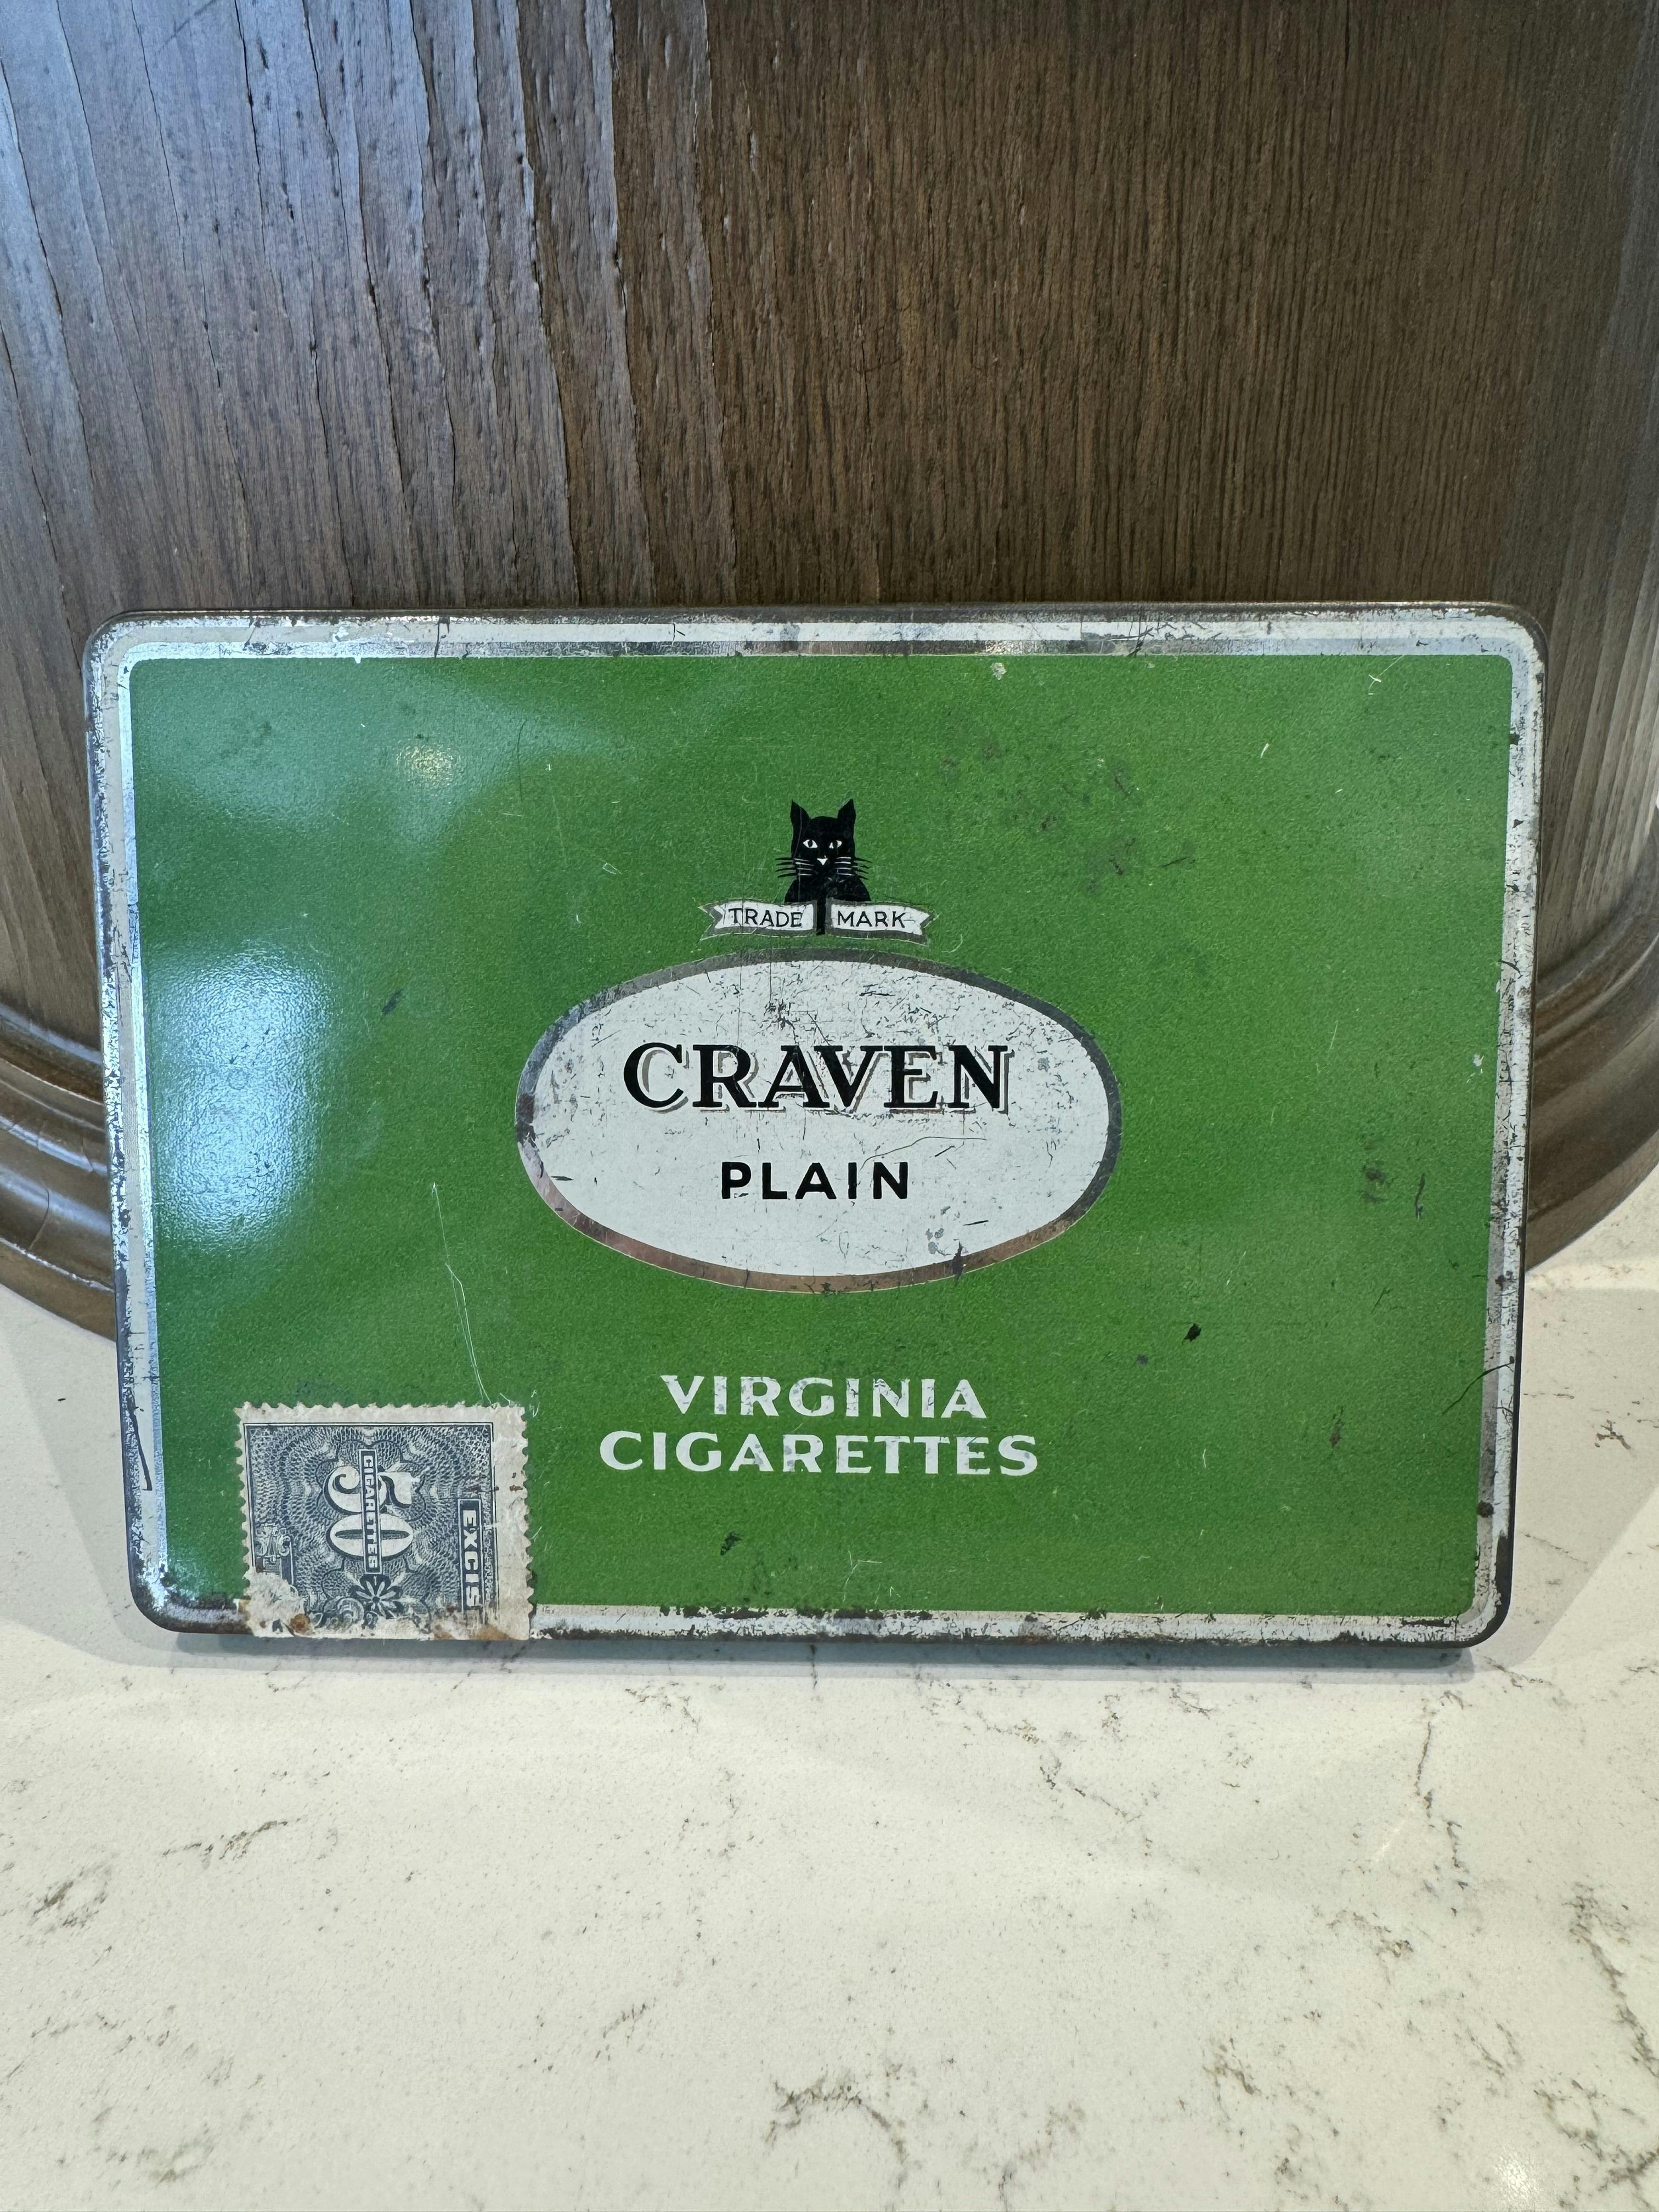 TRADE MARK
CRAVEN
PLAIN
VIRGINIA
CIGARETTES
50
CIGARETTES
EXCIS